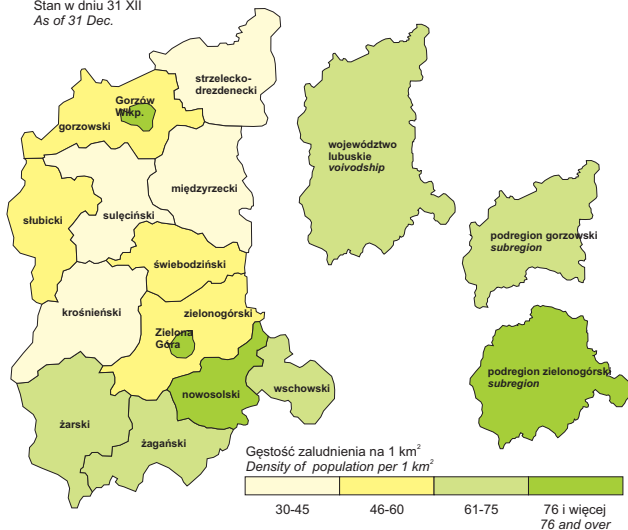 Stan w dniu 31 XII
As of 31 Dec.
strzelecko-
drezdenecki
Gorzów
Wlkp.
gorzowski
województwo
lubuskie
voivodship
międzyrzecki
słubicki
sulęciński
podregion gorzowski
subregion
świebodziński
krośnieński
zielonogórski
Zielona
Góra
podregion zielonogórski
subregion
nowosolski
wschowski
żarski
żagański
Gęstość zaludnienia na 1 km²
Density of population per 1 km²
30-45
46-60
61-75
76 i więcej
76 and over